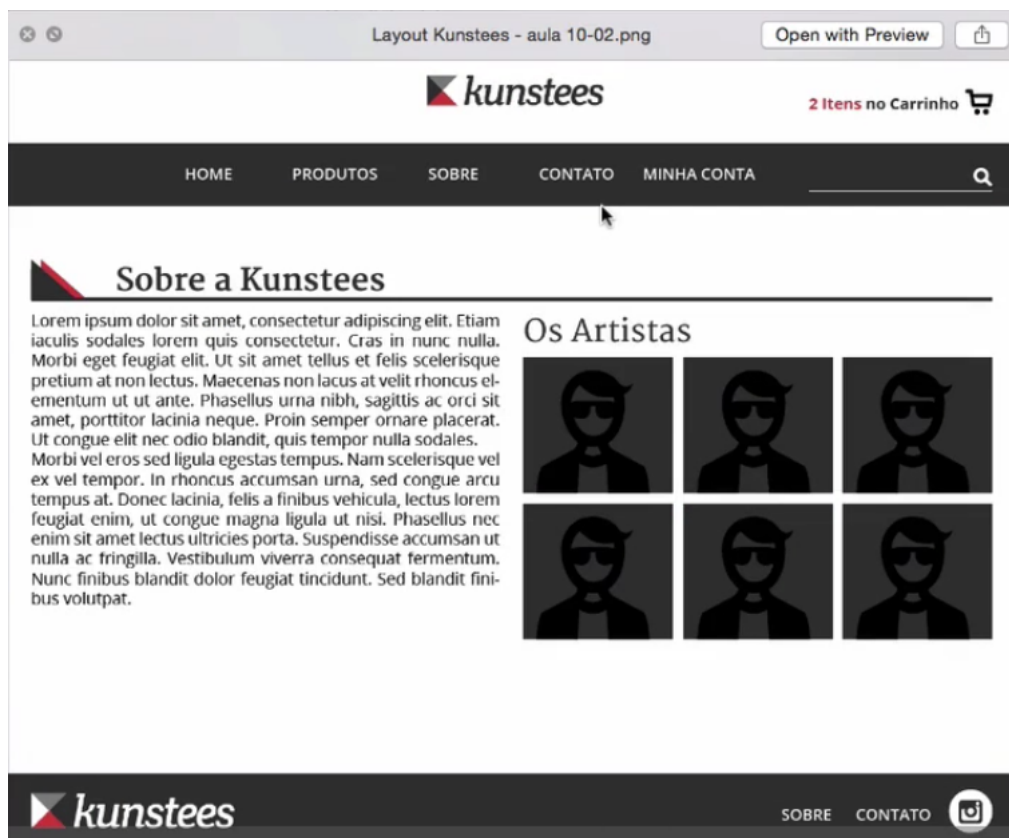 Layout Kunstees - aula 10-02.png
Open with Preview
kunstees
2 Itens no Carrinho
HOME PRODUTOS SOBRE CONTATO MINHA CONTA
Sobre a Kunstees
Lorem ipsum dolor sit amet, consectetur adipiscing elit. Etiam
iaculis sodales lorem quis consectetur. Cras in nunc nulla.
Morbi eget feugiat elit. Ut sit amet tellus et felis scelerisque
pretium at non lectus. Maecenas non lacus at velit rhoncus el-
ementum ut ut ante. Phasellus urna nibh, sagittis ac orci sit
amet, porttitor lacinia neque. Proin semper ornare placerat.
Ut congue elit nec odio blandit, quis tempor nulla sodales.
Morbi vel eros sed ligula egestas tempus. Nam scelerisque vel
ex vel tempor. In rhoncus accumsan urna, sed congue arcu
tempus at. Donec lacinia, felis a finibus vehicula, lectus lorem
feugiat enim, ut congue magna ligula ut nisi. Phasellus nec
enim sit amet lectus ultricies porta. Suspendisse accumsan ut
nulla ac fringilla. Vestibulum viverra consequat fermentum.
Nunc finibus blandit dolor feugiat tincidunt. Sed blandit fini-
bus volutpat.
Os Artistas
kunstees
SOBRE CONTATO